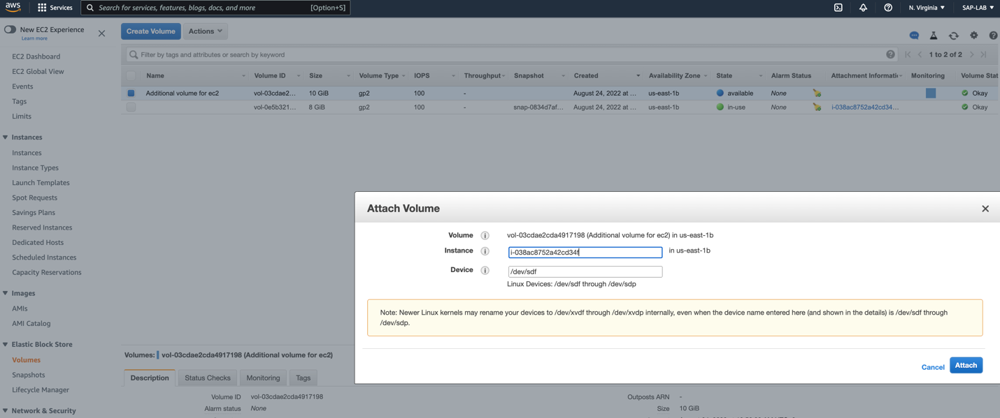 aws Services Search for services, features, blogs, docs, and more [Option+S] N. Virginia SAP-LAB
New EC2 Experience
Learn more
EC2 Dashboard
EC2 Global View
Events
Tags
Limits
Instances
Instances
Instance Types
Launch Templates
Spot Requests
Savings Plans
Reserved Instances
Dedicated Hosts
Scheduled Instances
Capacity Reservations
Images
AMIs
AMI Catalog
Elastic Block Store
Volumes
Snapshots
Lifecycle Manager
Network & Security
Create Volume Actions
Filter by tags and attributes or search by keyword 1 to 2 of 2
Name Volume ID Size Volume Type IOPS Throughput Snapshot Created Availability Zone State Alarm Status Attachment Informati Monitoring Volume Stat
Additional volume for ec2 vol-03cdae2... 10 GiB gp2 100 - August 24, 2022 at ... us-east-1b available None Okay
vol-0e5b321... 8 GiB gp2 100 - snap-0834d7af... August 24, 2022 at ... us-east-1b in-use None i-038ac8752a42cd34... Okay
Attach Volume
Volume vol-03cdae2cda4917198 (Additional volume for ec2) in us-east-1b
Instance i-038ac8752a42cd34f in us-east-1b
Device /dev/sdf
Linux Devices: /dev/sdf through /dev/sdp
Note: Newer Linux kernels may rename your devices to /dev/xvdf through /dev/xvdp internally, even when the device name entered here (and shown in the details) is /dev/sdf through
/dev/sdp.
Cancel Attach
Volumes: vol-03cdae2cda4917198 (Additional volume for ec2)
Description Status Checks Monitoring Tags
Volume ID vol-03cdae2cda4917198 Outposts ARN -
Alarm status None Size 10 GiB